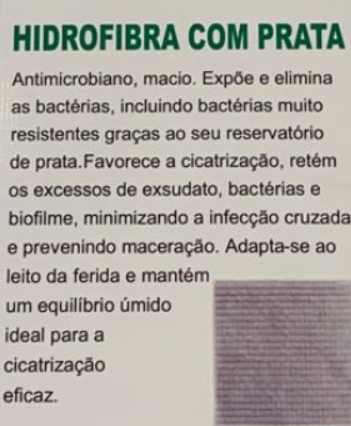 HIDROFIBRA COM PRATA
Antimicrobiano, macio. Expõe e elimina
as bactérias, incluindo bactérias muito
resistentes graças ao seu reservatório
de prata.Favorece a cicatrização, retém
os excessos de exsudato, bactérias e
biofilme, minimizando a infecção cruzada
e prevenindo maceração. Adapta-se ao
leito da ferida e mantém
um equilíbrio úmido
ideal para a
cicatrização
eficaz.